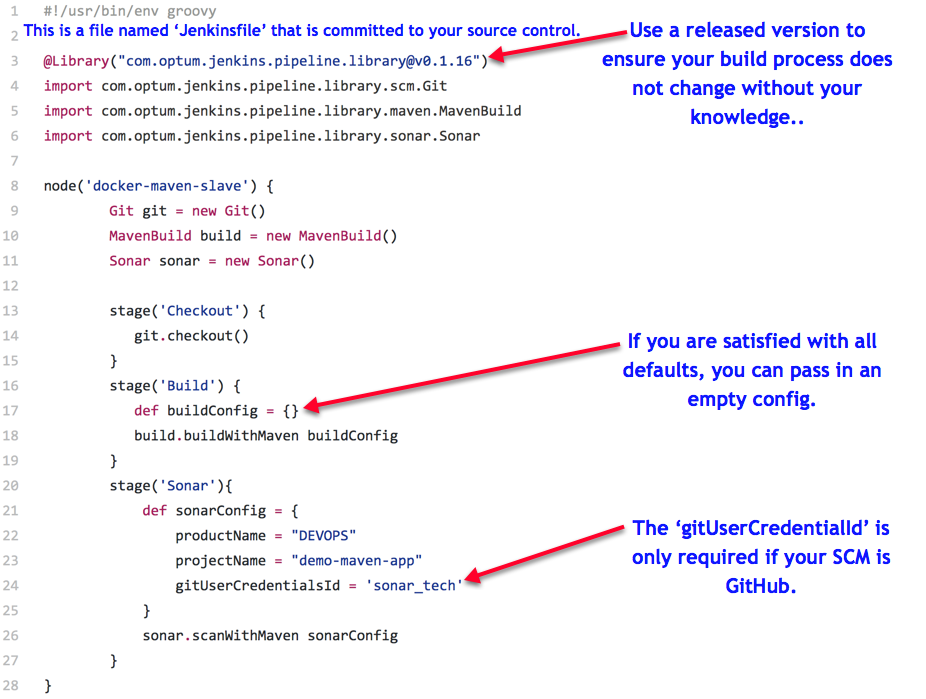 1 #!/usr/bin/env groovy
2 This is a file named ‘Jenkinsfile’ that is committed to your source control.
3 @Library("com.optum.jenkins.pipeline.library@v0.1.16")
4 import com.optum.jenkins.pipeline.library.scm.Git
5 import com.optum.jenkins.pipeline.library.maven.MavenBuild
6 import com.optum.jenkins.pipeline.library.sonar.Sonar
7
8 node('docker-maven-slave') {
9 Git git = new Git()
10 MavenBuild build = new MavenBuild()
11 Sonar sonar = new Sonar()
12
13 stage('Checkout') {
14 git.checkout()
15 }
16 stage('Build') {
17 def buildConfig = {}
18 build.buildWithMaven buildConfig
19 }
20 stage('Sonar'){
21 def sonarConfig = {
22 productName = "DEVOPS"
23 projectName = "demo-maven-app"
24 gitUserCredentialsId = 'sonar_tech'
25 }
26 sonar.scanWithMaven sonarConfig
27 }
28 }
Use a released version to
ensure your build process does
not change without your
knowledge..
If you are satisfied with all
defaults, you can pass in an
empty config.
The ‘gitUserCredentialId’ is
only required if your SCM is
GitHub.